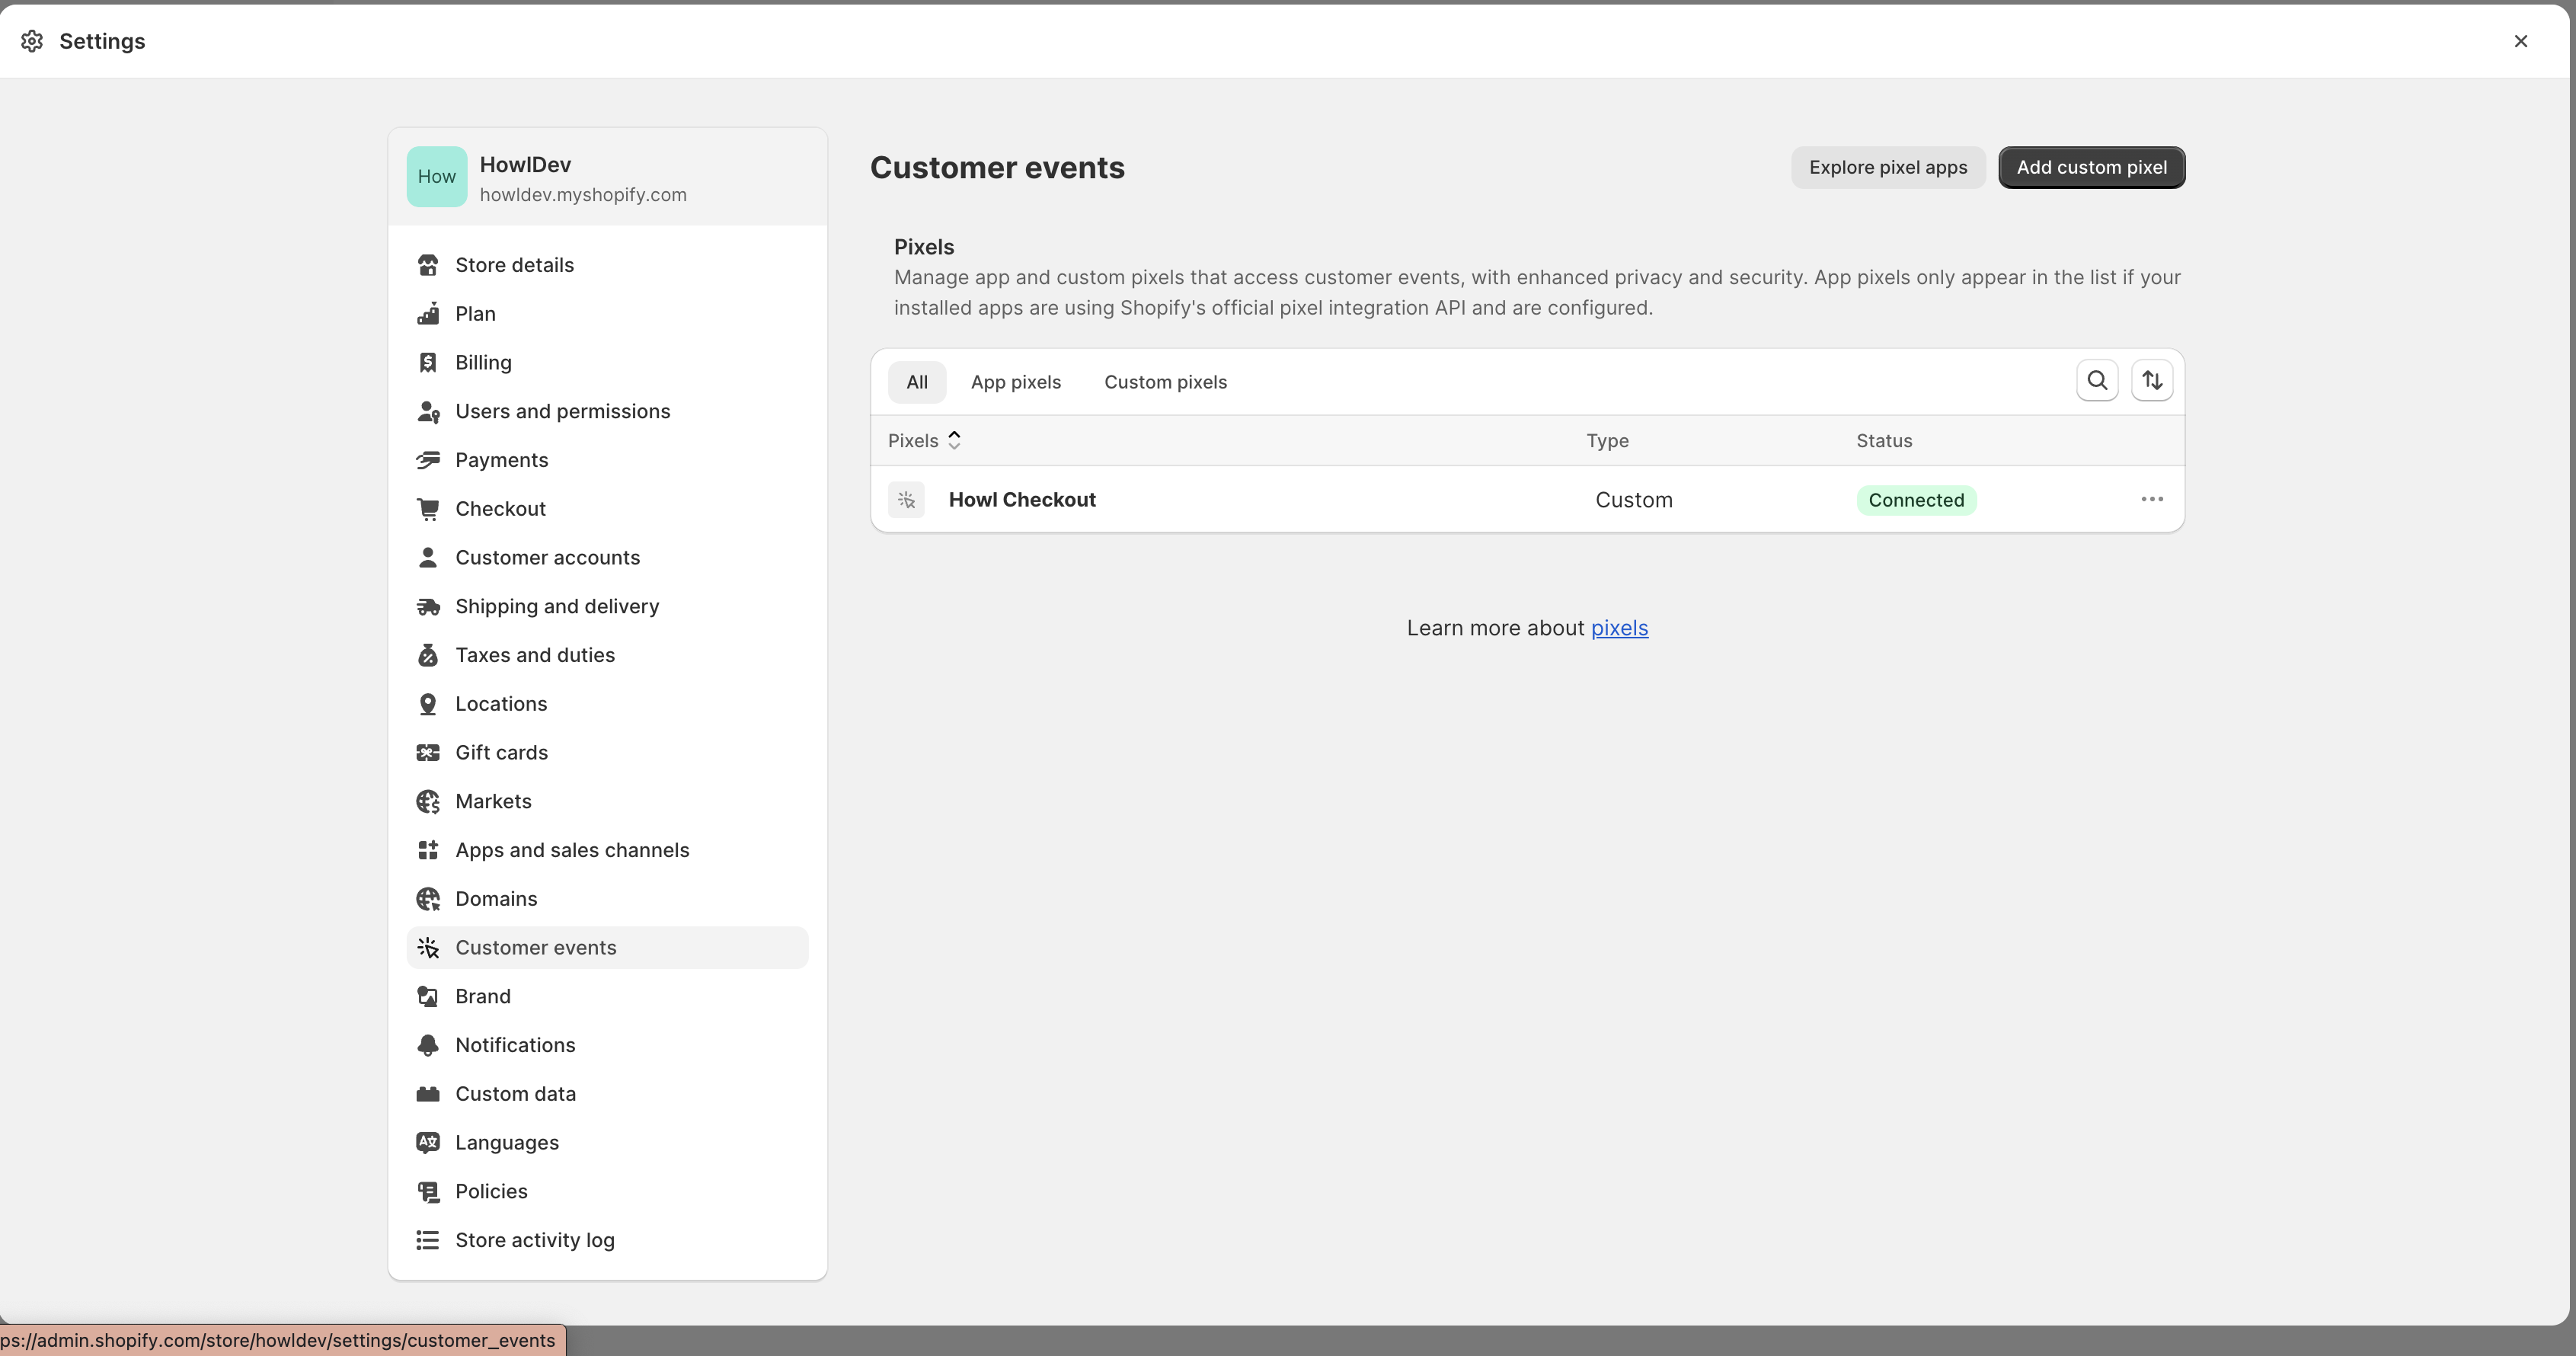 Settings
How
HowlDev
howldev.myshopify.com
Store details
Plan
Billing
Users and permissions
Payments
Checkout
Customer accounts
Shipping and delivery
Taxes and duties
Locations
Gift cards
Markets
Apps and sales channels
Domains
Customer events
Brand
Notifications
Custom data
Languages
Policies
Store activity log
Customer events
Explore pixel apps
Add custom pixel
Pixels
Manage app and custom pixels that access customer events, with enhanced privacy and security. App pixels only appear in the list if your
installed apps are using Shopify's official pixel integration API and are configured.
All App pixels Custom pixels
Pixels Type Status
Howl Checkout Custom Connected
Learn more about pixels
ps://admin.shopify.com/store/howldev/settings/customer_events